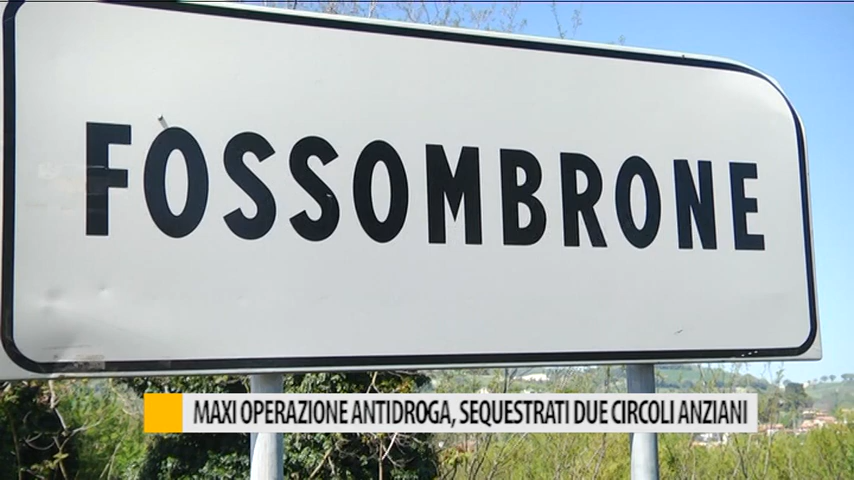 FOSSOMBRONE
MAXI OPERAZIONE ANTIDROGA, SEQUESTRATI DUE CIRCOLI ANZIANI